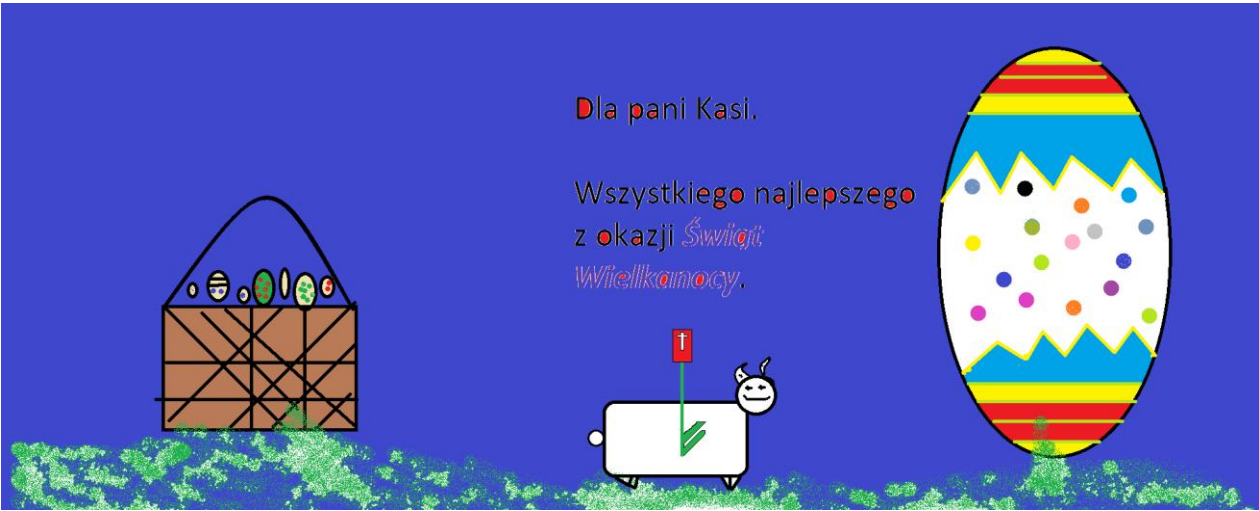 Dla pani Kasi.
Wszystkiego najlepszego
z okazji Świąt
Wielkanocy.